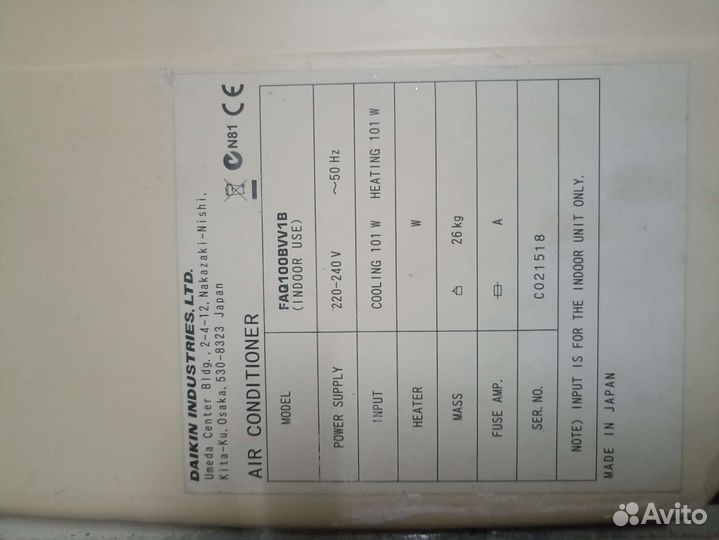 DAIKIN INDUSTRIES, LTD.
Umeda Center Bldg., 2-4-12, Nakazaki-Nishi,
Kita-Ku, Osaka, 530-8323 Japan
AIR CONDITIONER
N81 CE
MODEL FAQ100BVV1B
(INDOOR USE)
POWER SUPPLY 220-240 V ~50 Hz
INPUT COOLING 101 W HEATING 101 W
HEATER W
MASS 26 kg
FUSE AMP. A
SER. NO. C021518
NOTE) INPUT IS FOR THE INDOOR UNIT ONLY.
MADE IN JAPAN
Avito